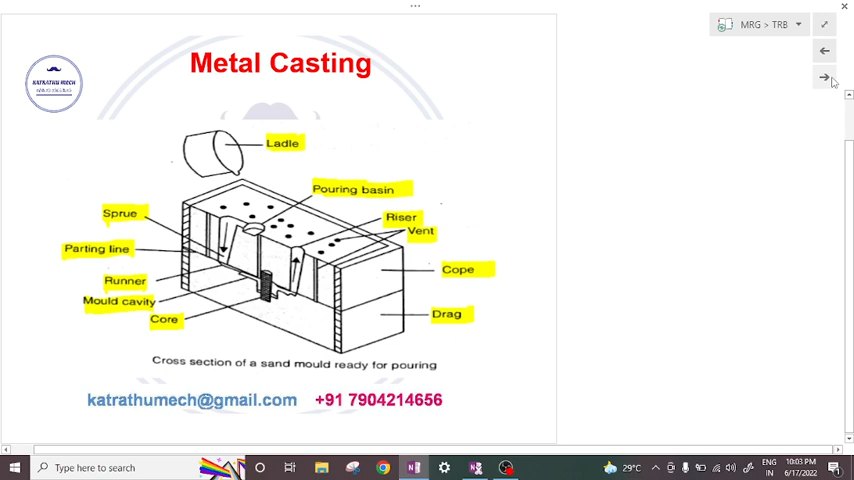 MRG > TRB
Metal Casting
KATRATHU MECH
Ladle
Pouring basin
Sprue
Riser
Vent
Parting line
Cope
Runner
Mould cavity
Core
Drag
Cross section of a sand mould ready for pouring
katrathumech@gmail.com +91 7904214656
Type here to search
29°C
ENG
IN
10:03 PM
6/17/2022
1